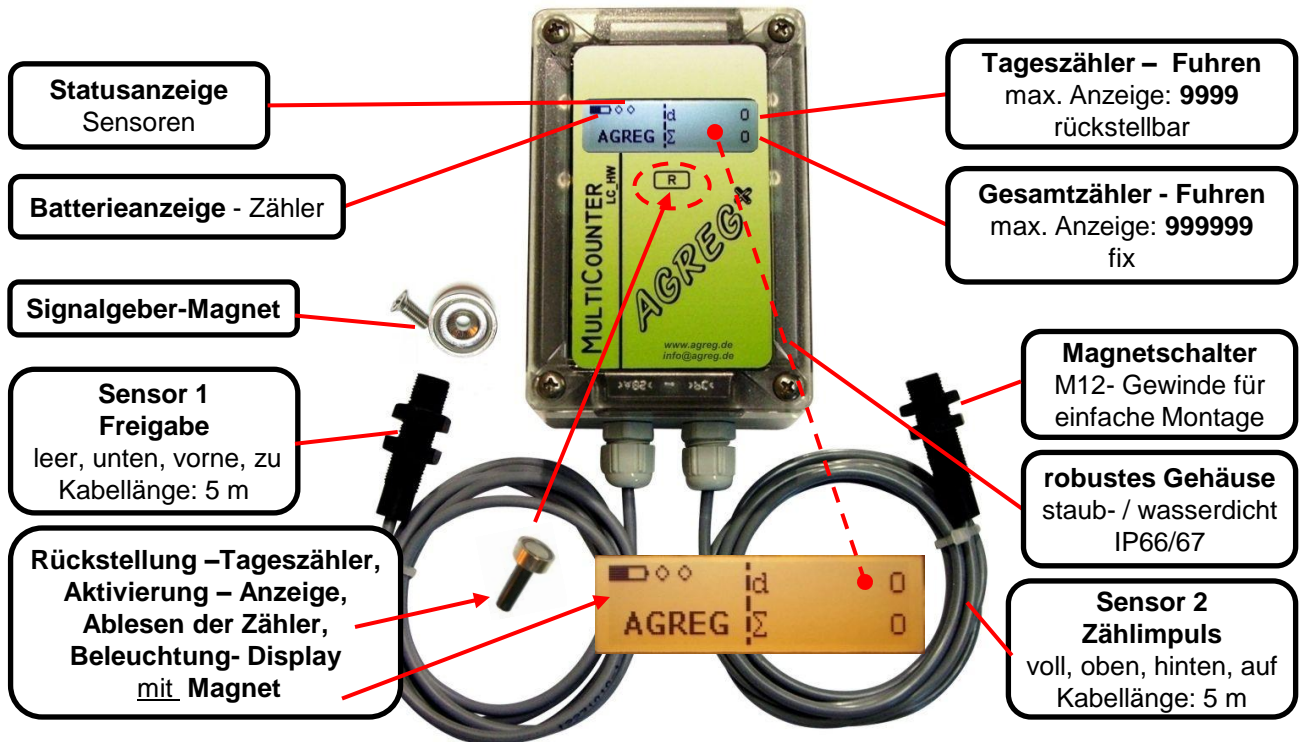 Statusanzeige
Sensoren
Batterieanzeige - Zähler
Signalgeber-Magnet
Sensor 1
Freigabe
leer, unten, vorne, zu
Kabellänge: 5 m
Rückstellung –Tageszähler,
Aktivierung – Anzeige,
Ablesen der Zähler,
Beleuchtung- Display
mit Magnet
d 0
AGREG Σ 0
R
MULTICOUNTER
LC_HW
AGREG+
www.agreg.de
info@agreg.de
d 0
AGREG Σ 0
Tageszähler – Fuhren
max. Anzeige: 9999
rückstellbar
Gesamtzähler - Fuhren
max. Anzeige: 999999
fix
Magnetschalter
M12- Gewinde für
einfache Montage
robustes Gehäuse
staub- / wasserdicht
IP66/67
Sensor 2
Zählimpuls
voll, oben, hinten, auf
Kabellänge: 5 m